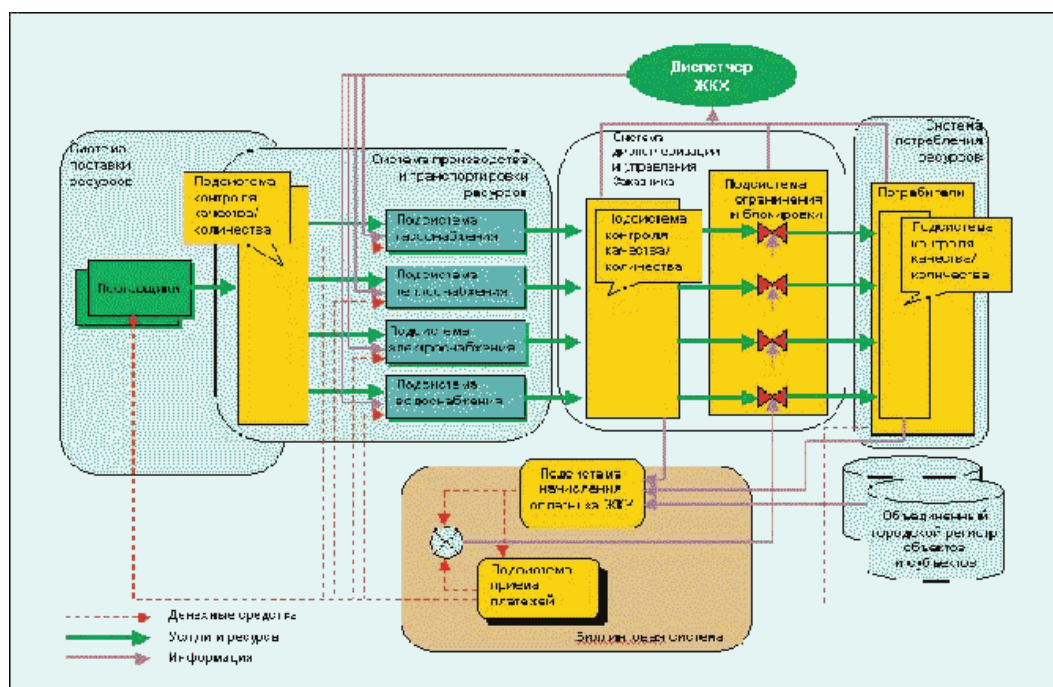 Диспетчер
ЖКХ
Система
поставки
ресурсов
Подсистема
контроля
качества/
количества
Система производства
и транспортировки
ресурсов
Система
диспетчеризации
и управления
Заказчика
Подсистема
ограничения
и блокировки
Система
потребления
ресурсов
Потребители
Подсистема
контроля
качества/
количества
Подсистема
контроля
качества/
количества
Поставщики
Подсистема
газоснабжения
Подсистема
теплоснабжения
Подсистема
электроснабжения
Подсистема
водоснабжения
Подсистема
начисления
оплаты за ЖКУ
Подсистема
приема
платежей
Биллинговая система
Объединенный
городской регистр
объектов
и субъектов
Денежные средства
Услуги и ресурсы
Информация